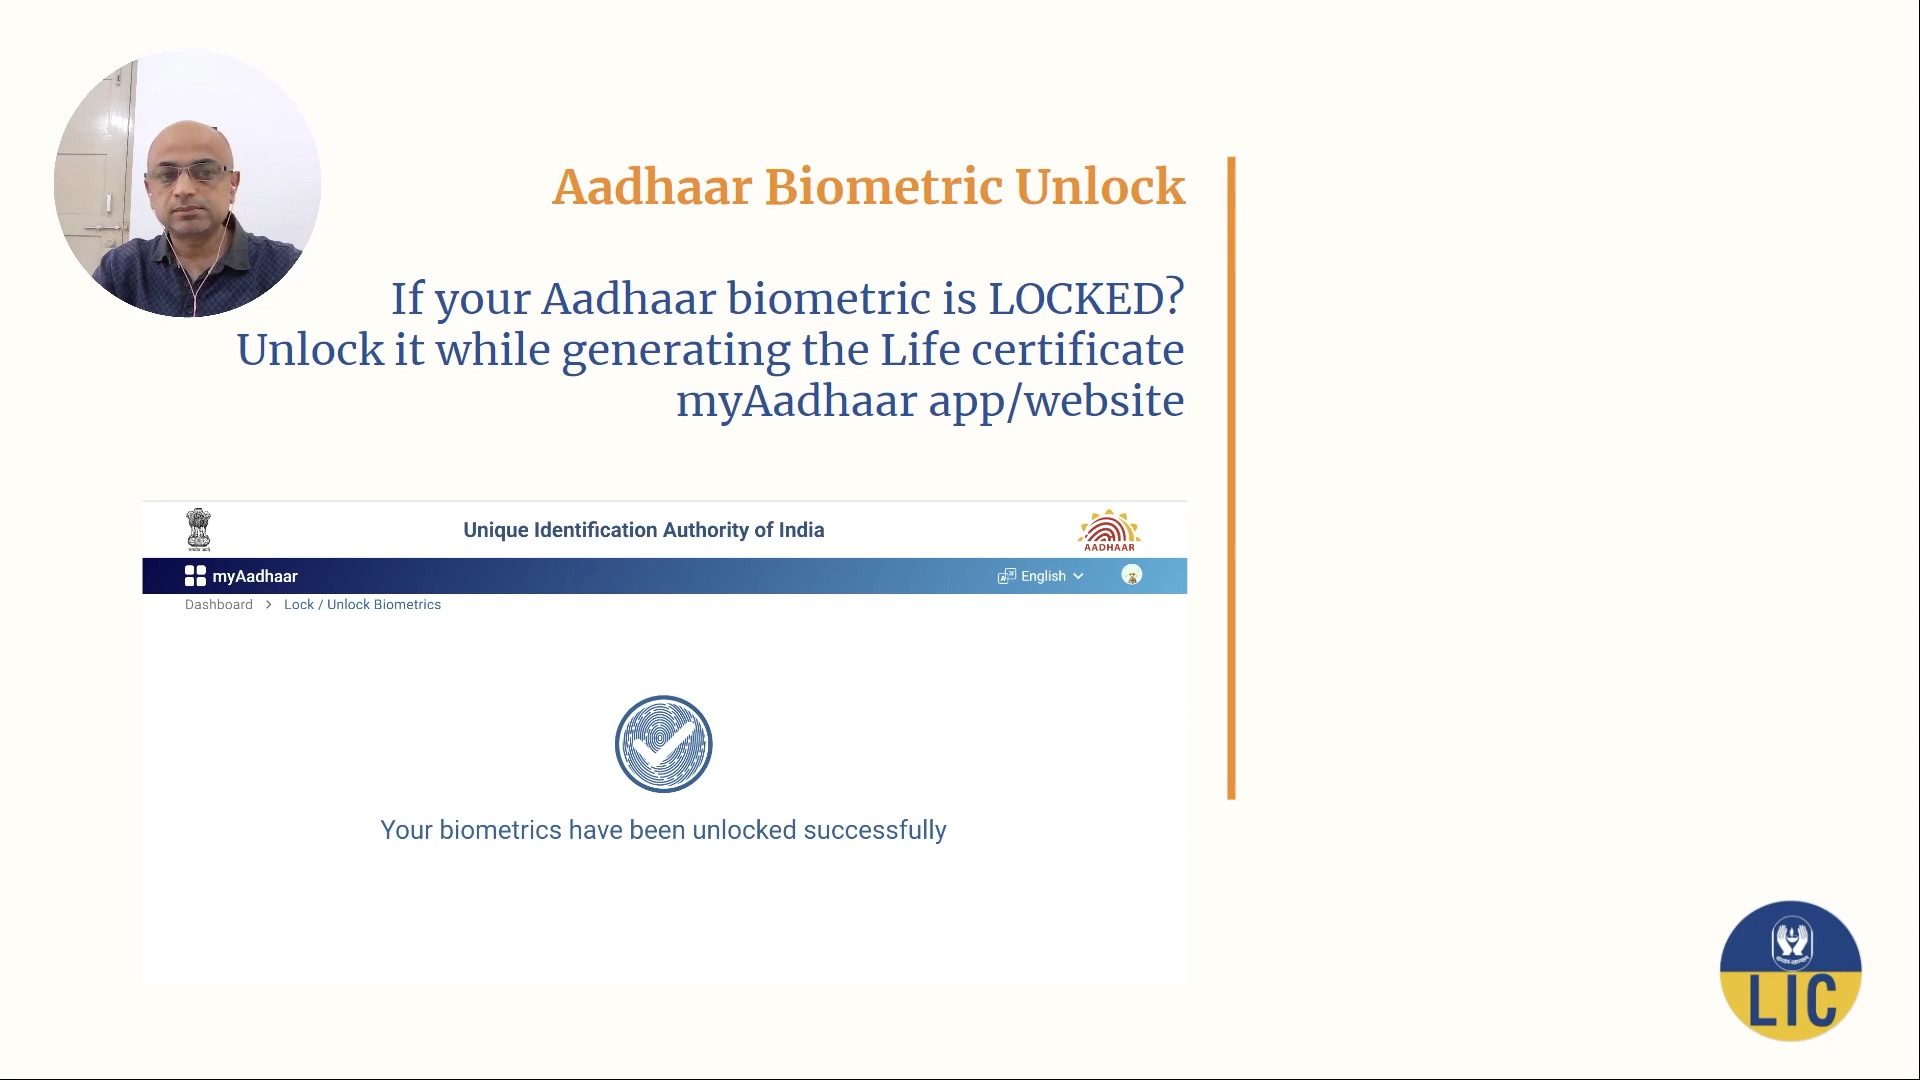 Aadhaar Biometric Unlock
If your Aadhaar biometric is LOCKED?
Unlock it while generating the Life certificate
myAadhaar app/website
Unique Identification Authority of India
AADHAAR
myAadhaar
English
Dashboard > Lock / Unlock Biometrics
Your biometrics have been unlocked successfully
LIC